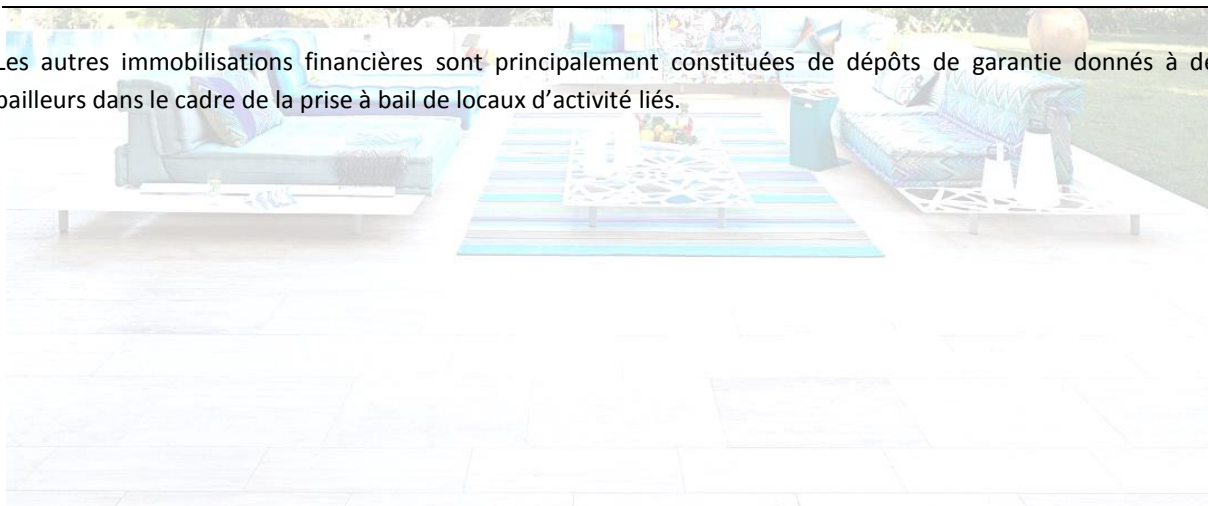 Les autres immobilisations financières sont principalement constituées de dépôts de garantie donnés à de
bailleurs dans le cadre de la prise à bail de locaux d’activité liés.